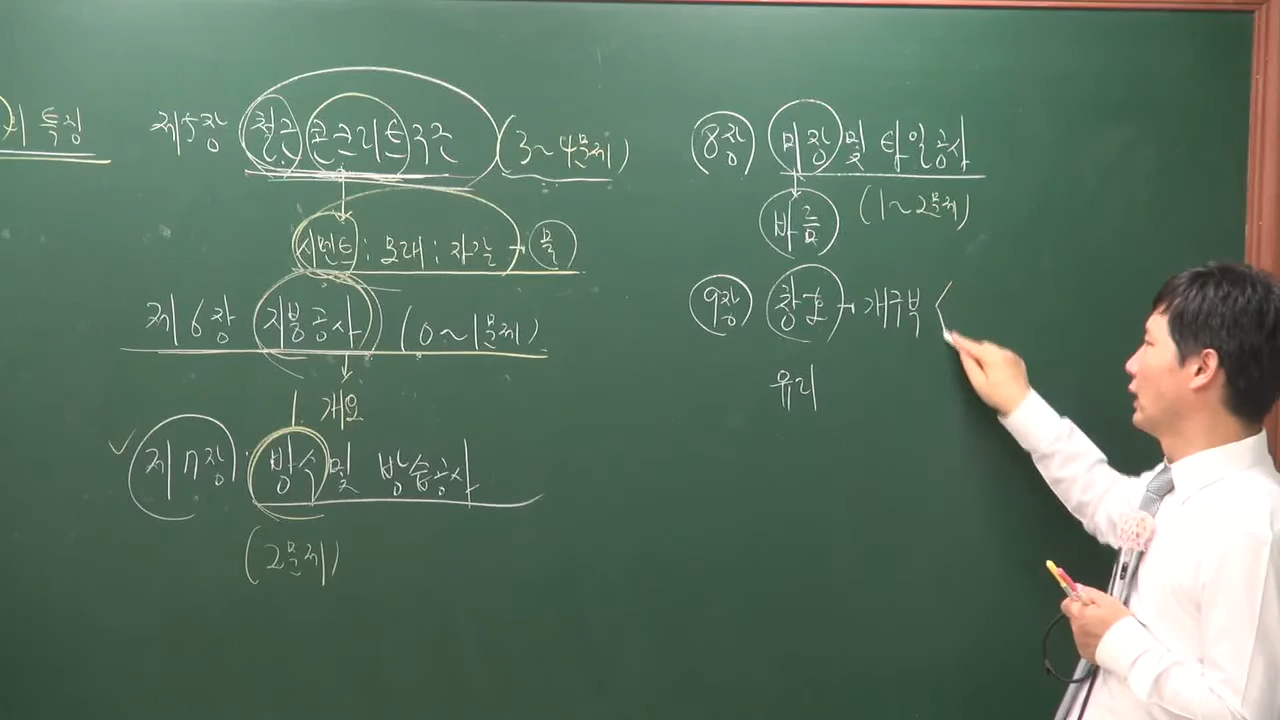 의 특징
제5장 철근콘크리트구조 (3~4문제)
시멘트 : 모래 : 자갈 → 물
제6장 지붕공사 (0~1문제)
개요
제7장 방수 및 방습공사
(2문제)
8장 미장 및 타일공사
바름 (1~2문제)
9장 창호 → 개구부
유리